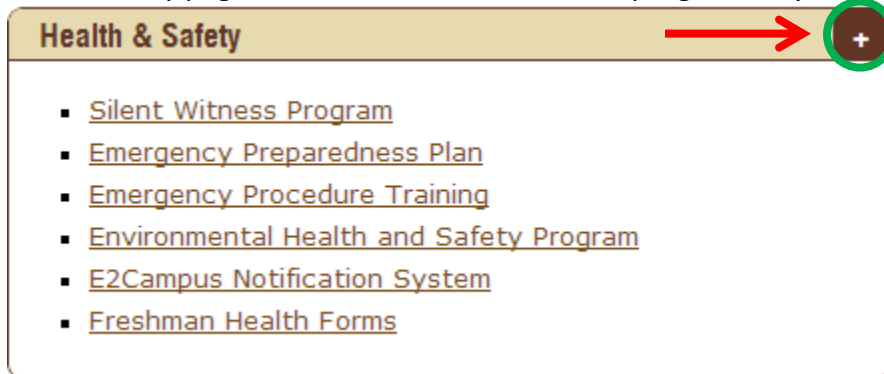 Health & Safety +
Silent Witness Program
Emergency Preparedness Plan
Emergency Procedure Training
Environmental Health and Safety Program
E2Campus Notification System
Freshman Health Forms